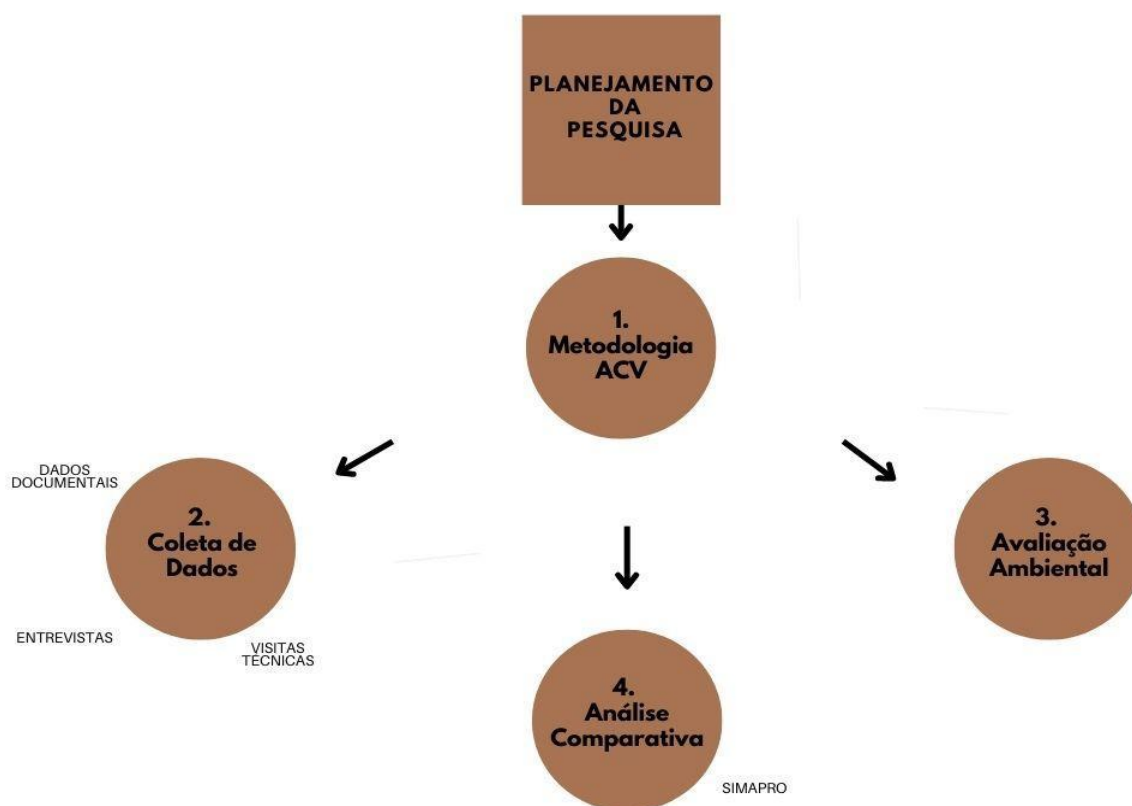 PLANEJAMENTO
DA
PESQUISA
1.
Metodologia
ACV
DADOS
DOCUMENTAIS
2.
Coleta de
Dados
ENTREVISTAS
VISITAS
TÉCNICAS
3.
Avaliação
Ambiental
4.
Análise
Comparativa
SIMAPRO